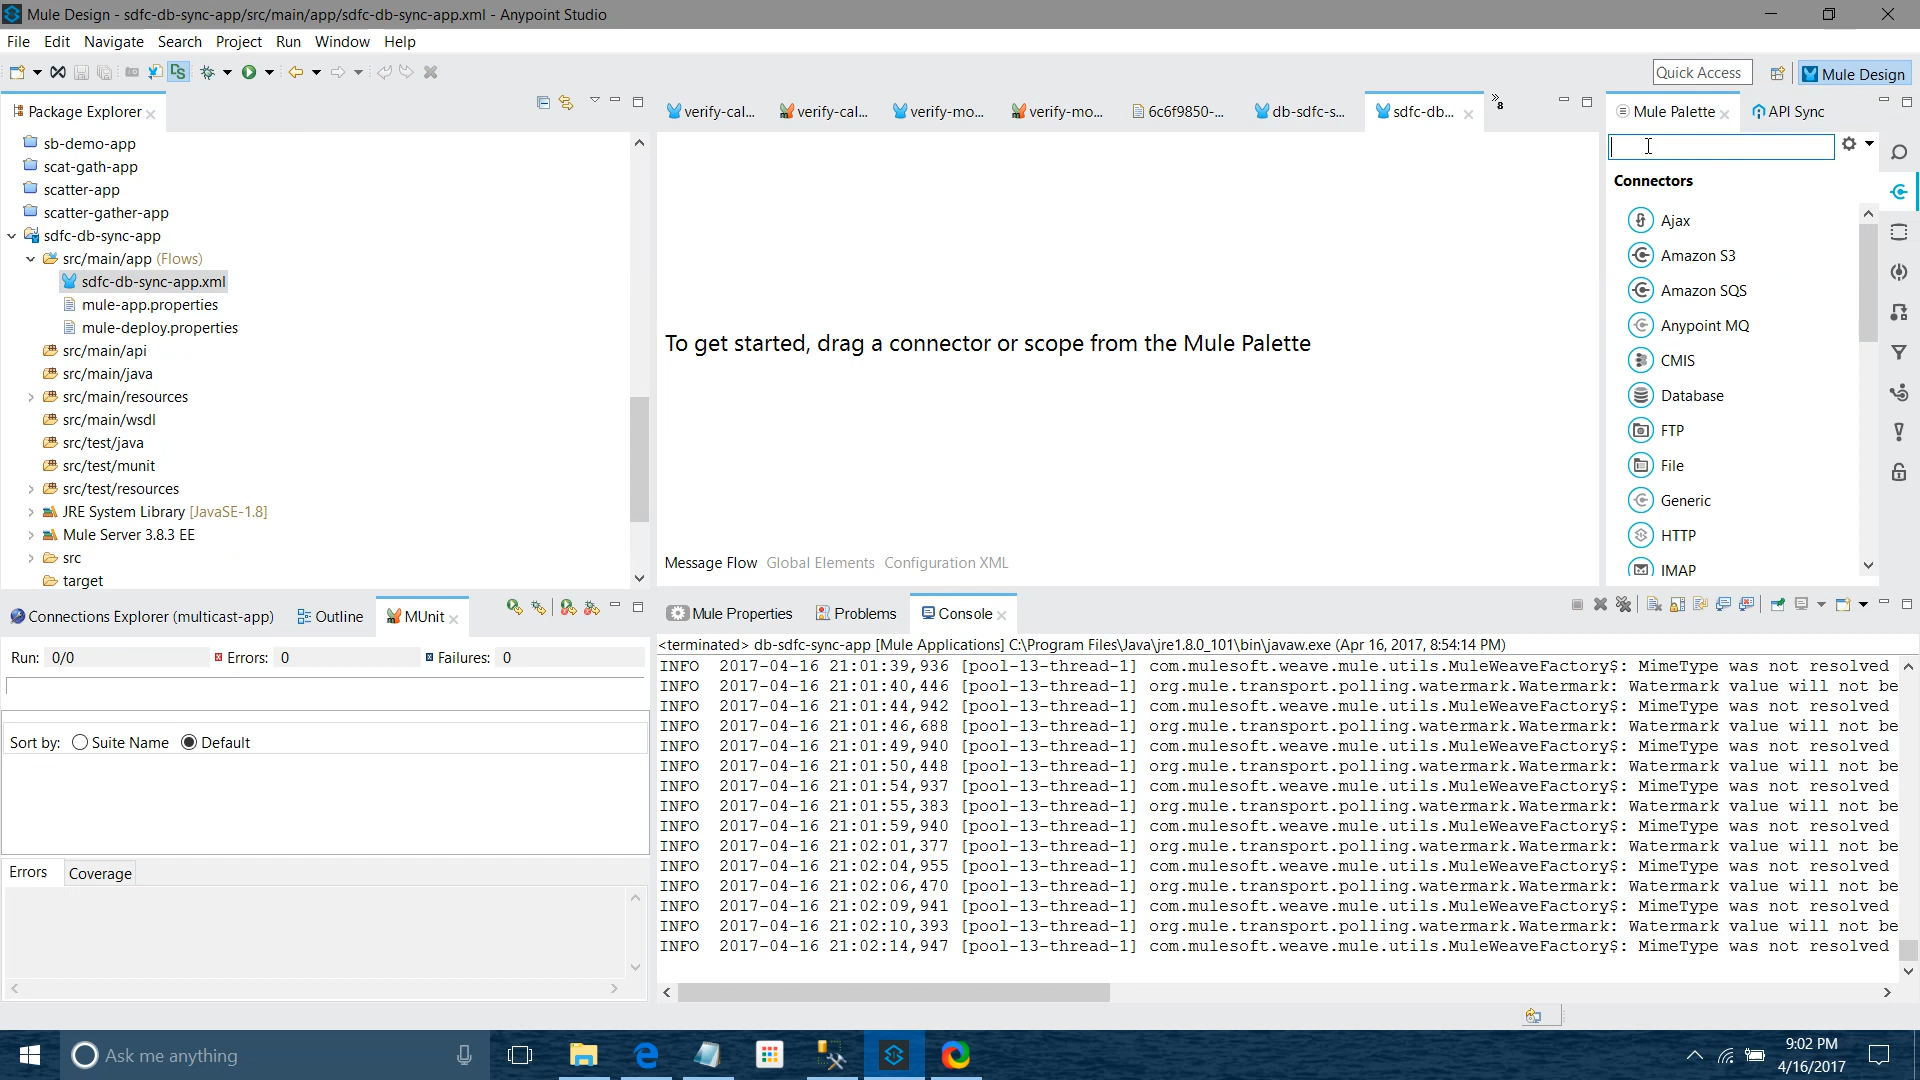 Mule Design - sdfc-db-sync-app/src/main/app/sdfc-db-sync-app.xml - Anypoint Studio
File Edit Navigate Search Project Run Window Help
Quick Access
Mule Design
Package Explorer
sb-demo-app
scat-gath-app
scatter-app
scatter-gather-app
sdfc-db-sync-app
src/main/app (Flows)
sdfc-db-sync-app.xml
mule-app.properties
mule-deploy.properties
src/main/api
src/main/java
src/main/resources
src/main/wsdl
src/test/java
src/test/munit
src/test/resources
JRE System Library [JavaSE-1.8]
Mule Server 3.8.3 EE
src
target
verify-cal... verify-cal... verify-mo... verify-mo... 6c6f9850-... db-sdfc-s... sdfc-db... 8
To get started, drag a connector or scope from the Mule Palette
Message Flow Global Elements Configuration XML
Mule Palette API Sync
Connectors
Ajax
Amazon S3
Amazon SQS
Anypoint MQ
CMIS
Database
FTP
File
Generic
HTTP
IMAP
Connections Explorer (multicast-app) Outline MUnit
Run: 0/0 Errors: 0 Failures: 0
Sort by: Suite Name Default
Errors Coverage
Mule Properties Problems Console
<terminated> db-sdfc-sync-app [Mule Applications] C:\Program Files\Java\jre1.8.0_101\bin\javaw.exe (Apr 16, 2017, 8:54:14 PM)
INFO 2017-04-16 21:01:39,936 [pool-13-thread-1] com.mulesoft.weave.mule.utils.MuleWeaveFactory$: MimeType was not resolved
INFO 2017-04-16 21:01:40,446 [pool-13-thread-1] org.mule.transport.polling.watermark.Watermark: Watermark value will not be
INFO 2017-04-16 21:01:44,942 [pool-13-thread-1] com.mulesoft.weave.mule.utils.MuleWeaveFactory$: MimeType was not resolved
INFO 2017-04-16 21:01:46,688 [pool-13-thread-1] org.mule.transport.polling.watermark.Watermark: Watermark value will not be
INFO 2017-04-16 21:01:49,940 [pool-13-thread-1] com.mulesoft.weave.mule.utils.MuleWeaveFactory$: MimeType was not resolved
INFO 2017-04-16 21:01:50,448 [pool-13-thread-1] org.mule.transport.polling.watermark.Watermark: Watermark value will not be
INFO 2017-04-16 21:01:54,937 [pool-13-thread-1] com.mulesoft.weave.mule.utils.MuleWeaveFactory$: MimeType was not resolved
INFO 2017-04-16 21:01:55,383 [pool-13-thread-1] org.mule.transport.polling.watermark.Watermark: Watermark value will not be
INFO 2017-04-16 21:01:59,940 [pool-13-thread-1] com.mulesoft.weave.mule.utils.MuleWeaveFactory$: MimeType was not resolved
INFO 2017-04-16 21:02:01,377 [pool-13-thread-1] org.mule.transport.polling.watermark.Watermark: Watermark value will not be
INFO 2017-04-16 21:02:04,955 [pool-13-thread-1] com.mulesoft.weave.mule.utils.MuleWeaveFactory$: MimeType was not resolved
INFO 2017-04-16 21:02:06,470 [pool-13-thread-1] org.mule.transport.polling.watermark.Watermark: Watermark value will not be
INFO 2017-04-16 21:02:09,941 [pool-13-thread-1] com.mulesoft.weave.mule.utils.MuleWeaveFactory$: MimeType was not resolved
INFO 2017-04-16 21:02:10,393 [pool-13-thread-1] org.mule.transport.polling.watermark.Watermark: Watermark value will not be
INFO 2017-04-16 21:02:14,947 [pool-13-thread-1] com.mulesoft.weave.mule.utils.MuleWeaveFactory$: MimeType was not resolved
Ask me anything
9:02 PM
4/16/2017